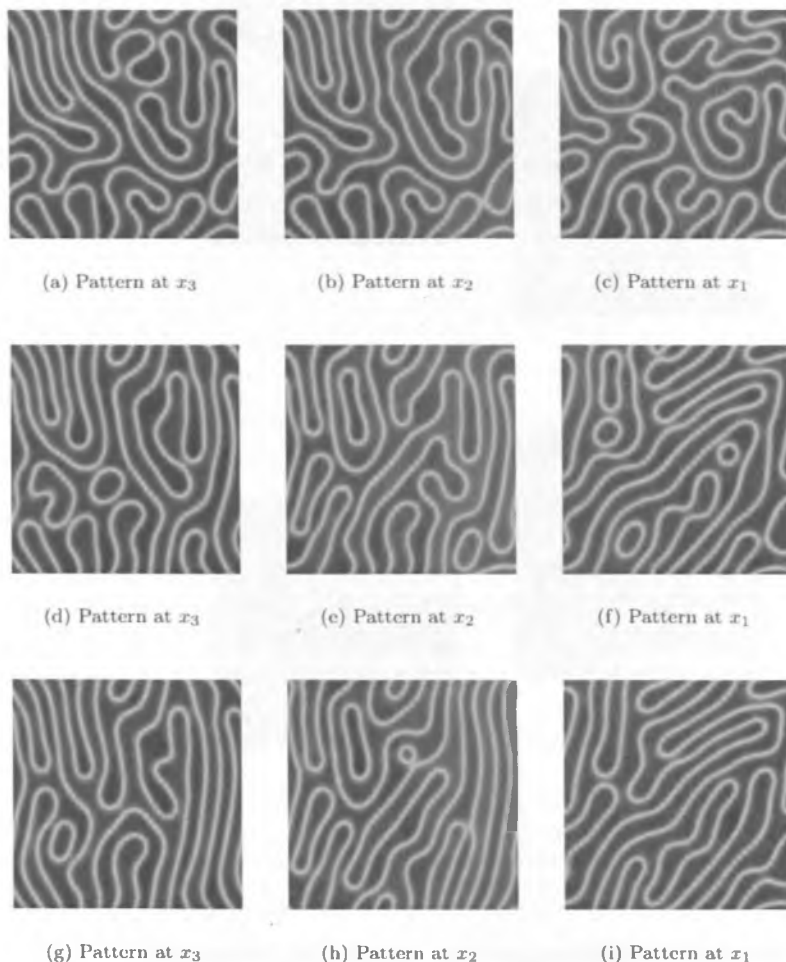 (a) Pattern at x₃
(b) Pattern at x₂
(c) Pattern at x₁
(d) Pattern at x₃
(e) Pattern at x₂
(f) Pattern at x₁
(g) Pattern at x₃
(h) Pattern at x₂
(i) Pattern at x₁